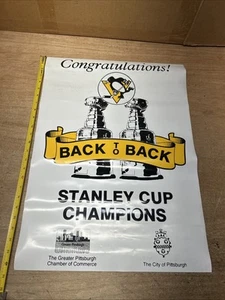 Congratulations!
BACK TO BACK
STANLEY CUP
CHAMPIONS
The Greater Pittsburgh
Chamber of Commerce
The City of Pittsburgh